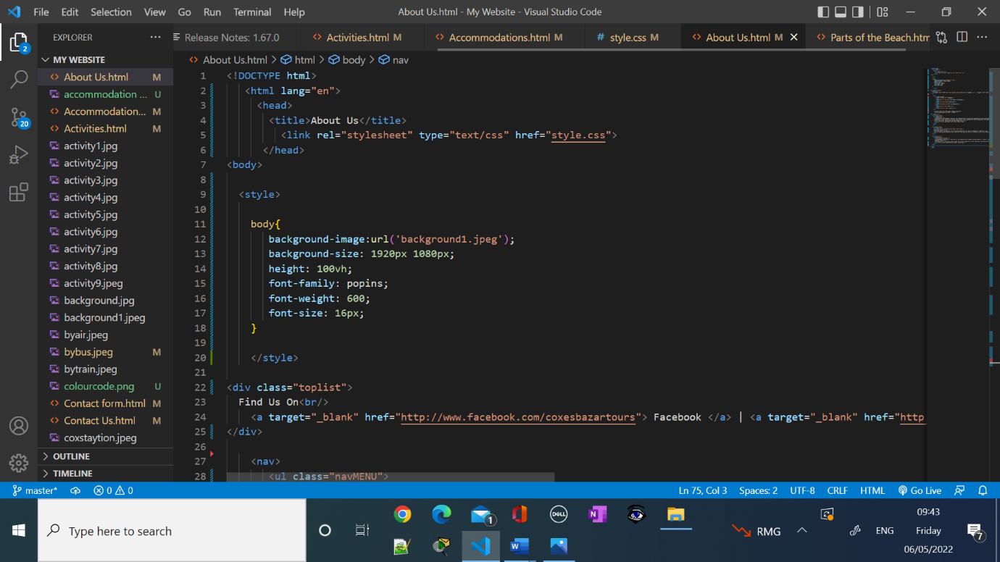 File Edit Selection View Go Run Terminal Help About Us.html - My Website - Visual Studio Code
EXPLORER ··· Release Notes: 1.67.0 Activities.html M Accommodations.html M # style.css M About Us.html M Parts of the Beach.htm
MY WEBSITE About Us.html > html > body > nav
About Us.html M
accommodation ... U
Accommodation... M
Activities.html M
activity1.jpg
activity2.jpg
activity3.jpg
activity4.jpg
activity5.jpg
activity6.jpg
activity7.jpg
activity8.jpg
activity9.jpeg
background.jpg
background1.jpeg
byair.jpeg
bybus.jpeg M
bytrain.jpeg
colourcode.png U
Contact form.html M
Contact Us.html M
coxstaytion.jpeg
OUTLINE
TIMELINE
2
20
1 <!DOCTYPE html>
2 <html lang="en">
3 <head>
4 <title>About Us</title>
5 <link rel="stylesheet" type="text/css" href="style.css">
6 </head>
7 <body>
8
9 <style>
10
11 body{
12 background-image:url('background1.jpeg');
13 background-size: 1920px 1080px;
14 height: 100vh;
15 font-family: popins;
16 font-weight: 600;
17 font-size: 16px;
18 }
19
20 </style>
21
22 <div class="toplist">
23 Find Us On<br/>
24 <a target="_blank" href="http://www.facebook.com/coxesbazartours"> Facebook </a> | <a target="_blank" href="http
25 </div>
26
27 <nav>
28 <ul class="navMENU">
master* 0 0 Ln 75, Col 3 Spaces: 2 UTF-8 CRLF HTML Go Live
Type here to search
1
DELL
N
W
RMG
ENG
09:43
Friday
06/05/2022
7